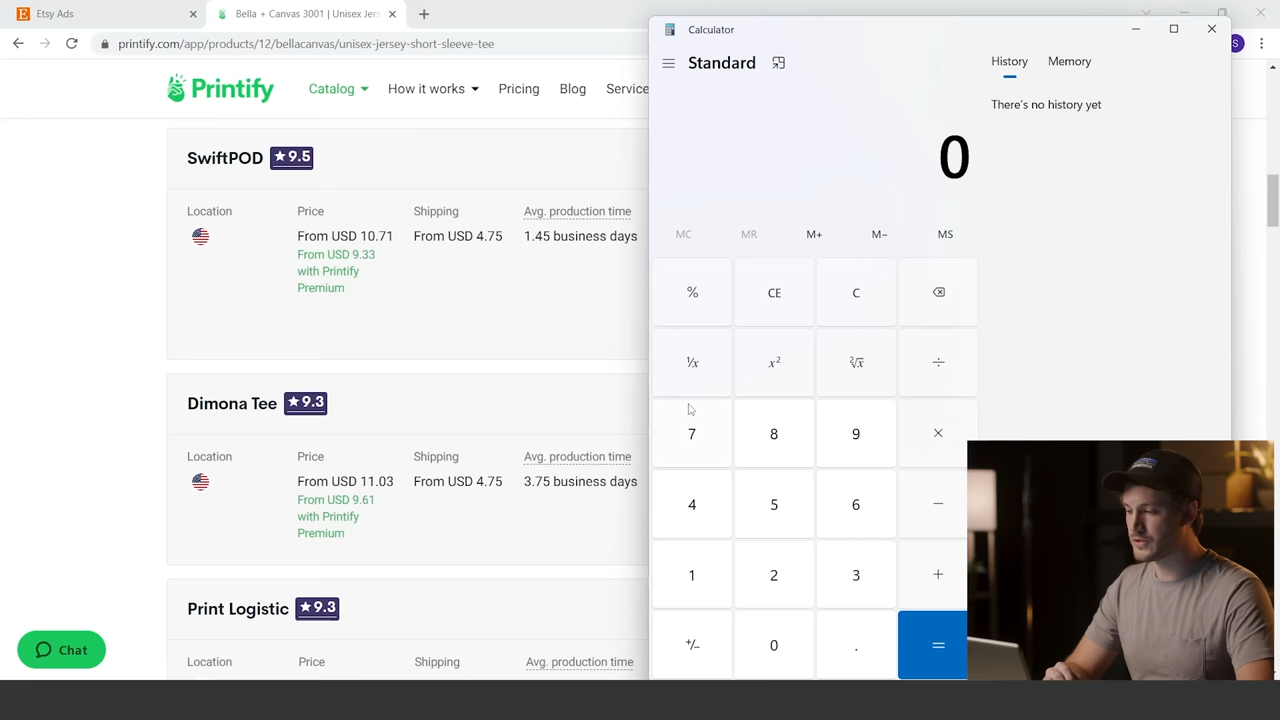 Etsy Ads
Bella + Canvas 3001 | Unisex Jers
printify.com/app/products/12/bellacanvas/unisex-jersey-short-sleeve-tee
S
Printify
Catalog
How it works
Pricing
Blog
Service
SwiftPOD
9.5
Location
Price
Shipping
Avg. production time
From USD 10.71
From USD 4.75
1.45 business days
From USD 9.33
with Printify
Premium
Dimona Tee
9.3
Location
Price
Shipping
Avg. production time
From USD 11.03
From USD 4.75
3.75 business days
From USD 9.61
with Printify
Premium
Print Logistic
9.3
Location
Price
Shipping
Avg. production time
Chat
Calculator
Standard
History
Memory
There's no history yet
0
MC
MR
M+
M−
MS
%
CE
C
⌫
¹/x
x²
²√x
÷
7
8
9
×
4
5
6
−
1
2
3
+
+/−
0
.
=